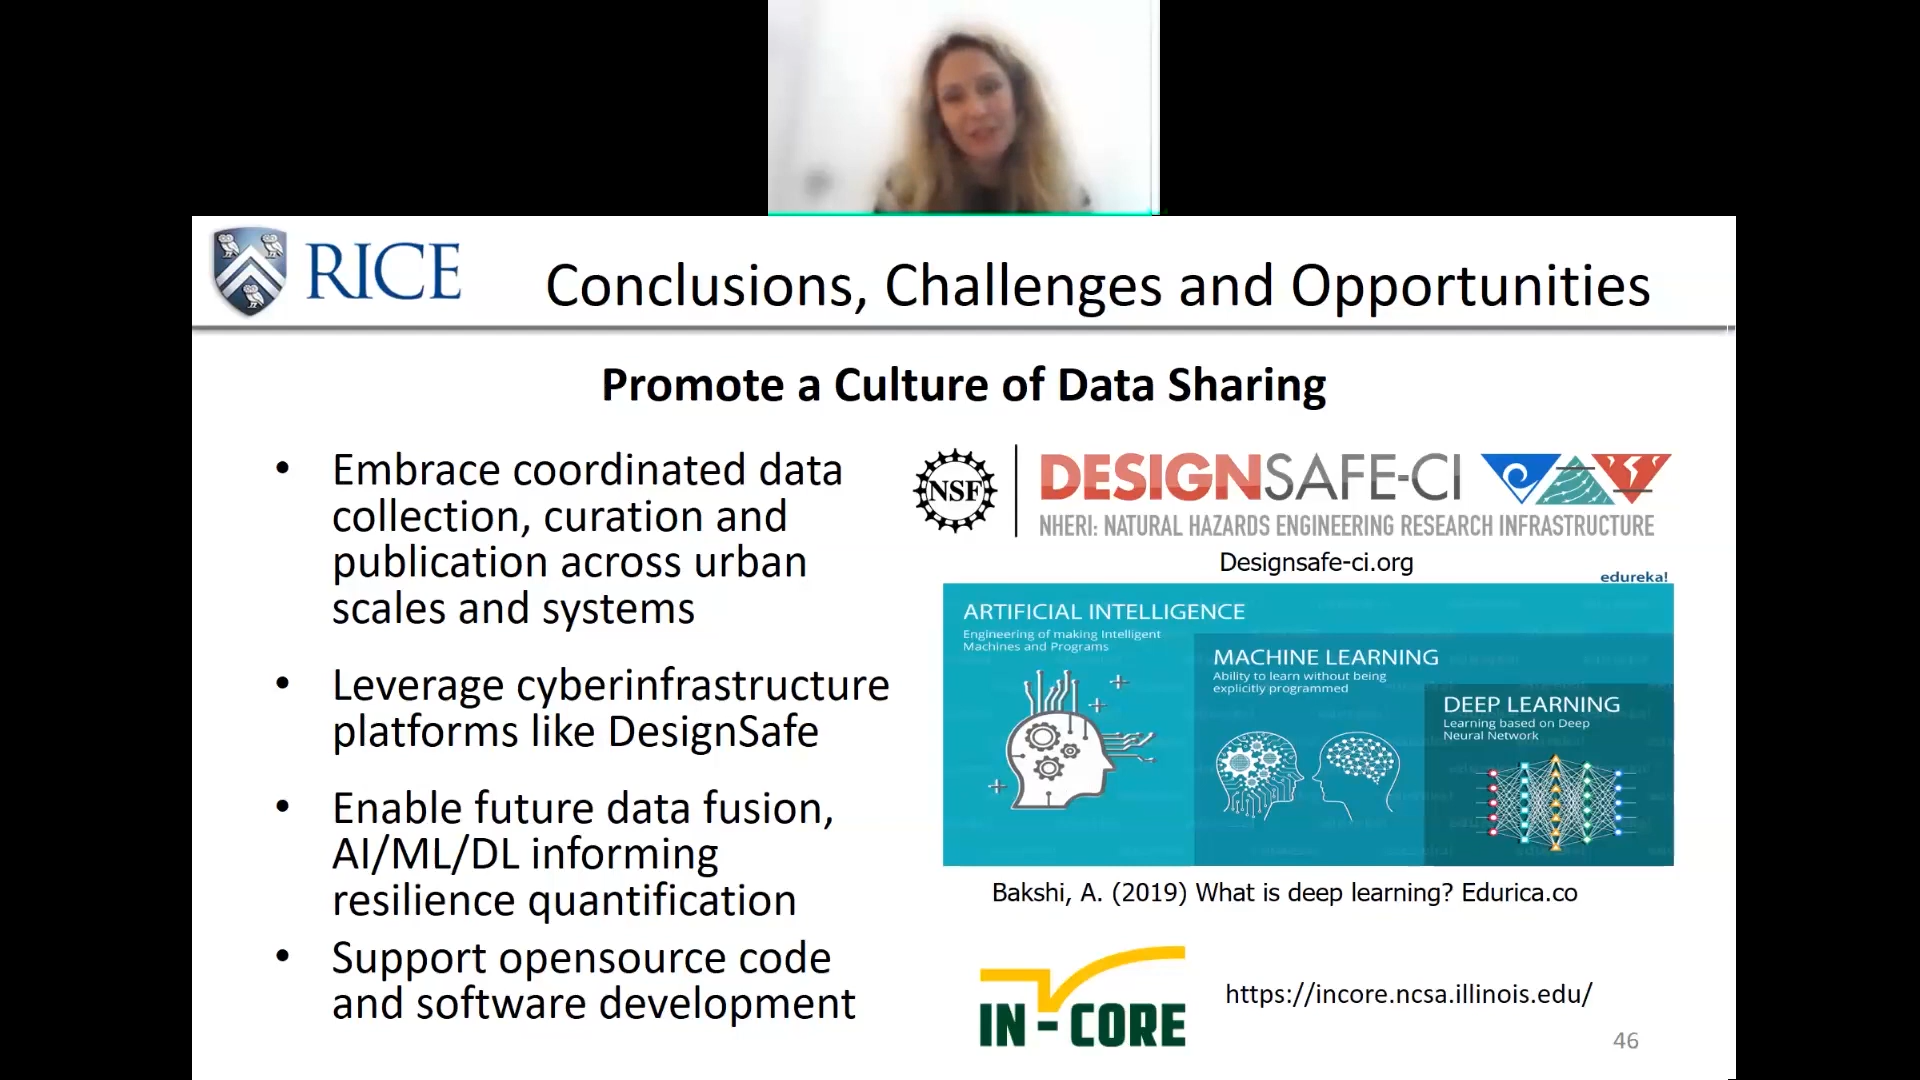 RICE
Conclusions, Challenges and Opportunities
Promote a Culture of Data Sharing
• Embrace coordinated data
collection, curation and
publication across urban
scales and systems
• Leverage cyberinfrastructure
platforms like DesignSafe
• Enable future data fusion,
AI/ML/DL informing
resilience quantification
• Support opensource code
and software development
NSF
DESIGNSAFE-CI
NHERI: NATURAL HAZARDS ENGINEERING RESEARCH INFRASTRUCTURE
Designsafe-ci.org
edureka!
ARTIFICIAL INTELLIGENCE
Engineering of making Intelligent
Machines and Programs
MACHINE LEARNING
Ability to learn without being
explicitly programmed
DEEP LEARNING
Learning based on Deep
Neural Network
Bakshi, A. (2019) What is deep learning? Edurica.co
IN-CORE
https://incore.ncsa.illinois.edu/
46